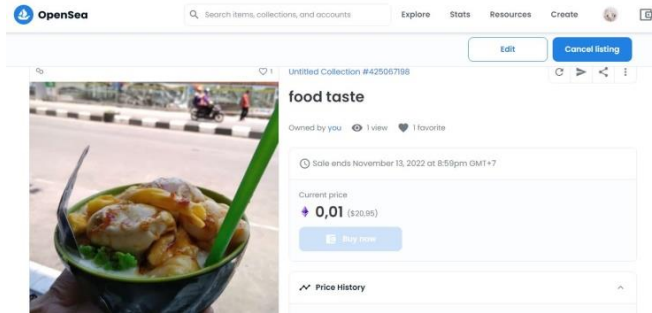 OpenSea
Search items, collections, and accounts
Explore Stats Resources Create
Edit Cancel listing
1
Untitled Collection #425067198
food taste
Owned by you 1 view 1 favorite
Sale ends November 13, 2022 at 8:59pm GMT+7
Current price
0,01 ($20,95)
Buy now
Price History